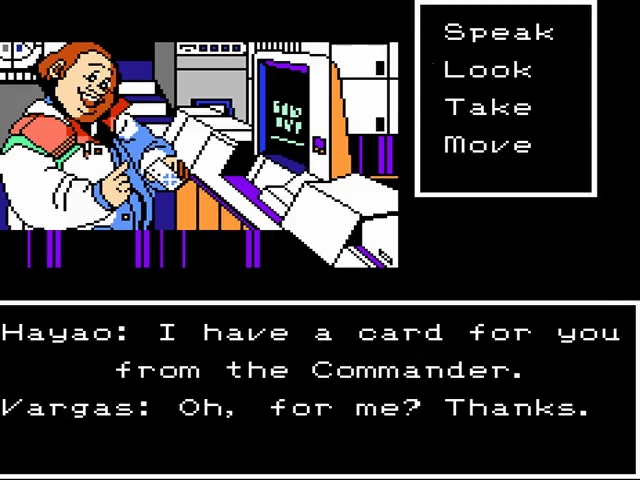 Speak
Look
Take
Move
Hayao: I have a card for you
from the Commander.
Vargas: Oh, for me? Thanks.